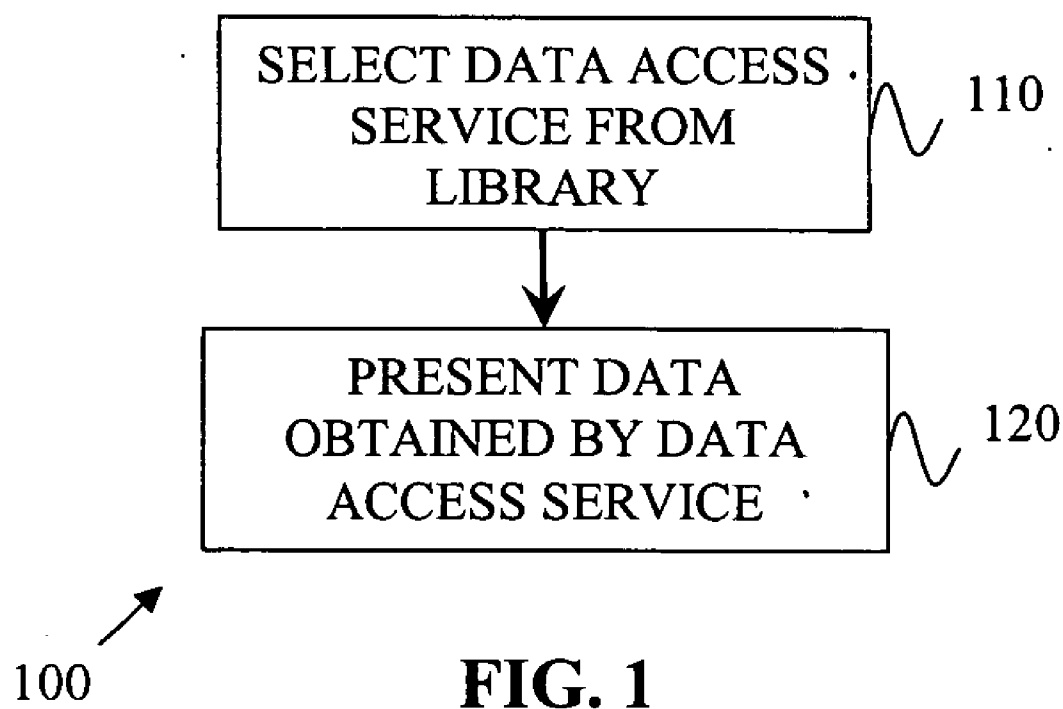 SELECT DATA ACCESS
SERVICE FROM
LIBRARY
110
PRESENT DATA
OBTAINED BY DATA
ACCESS SERVICE
120
100
FIG. 1